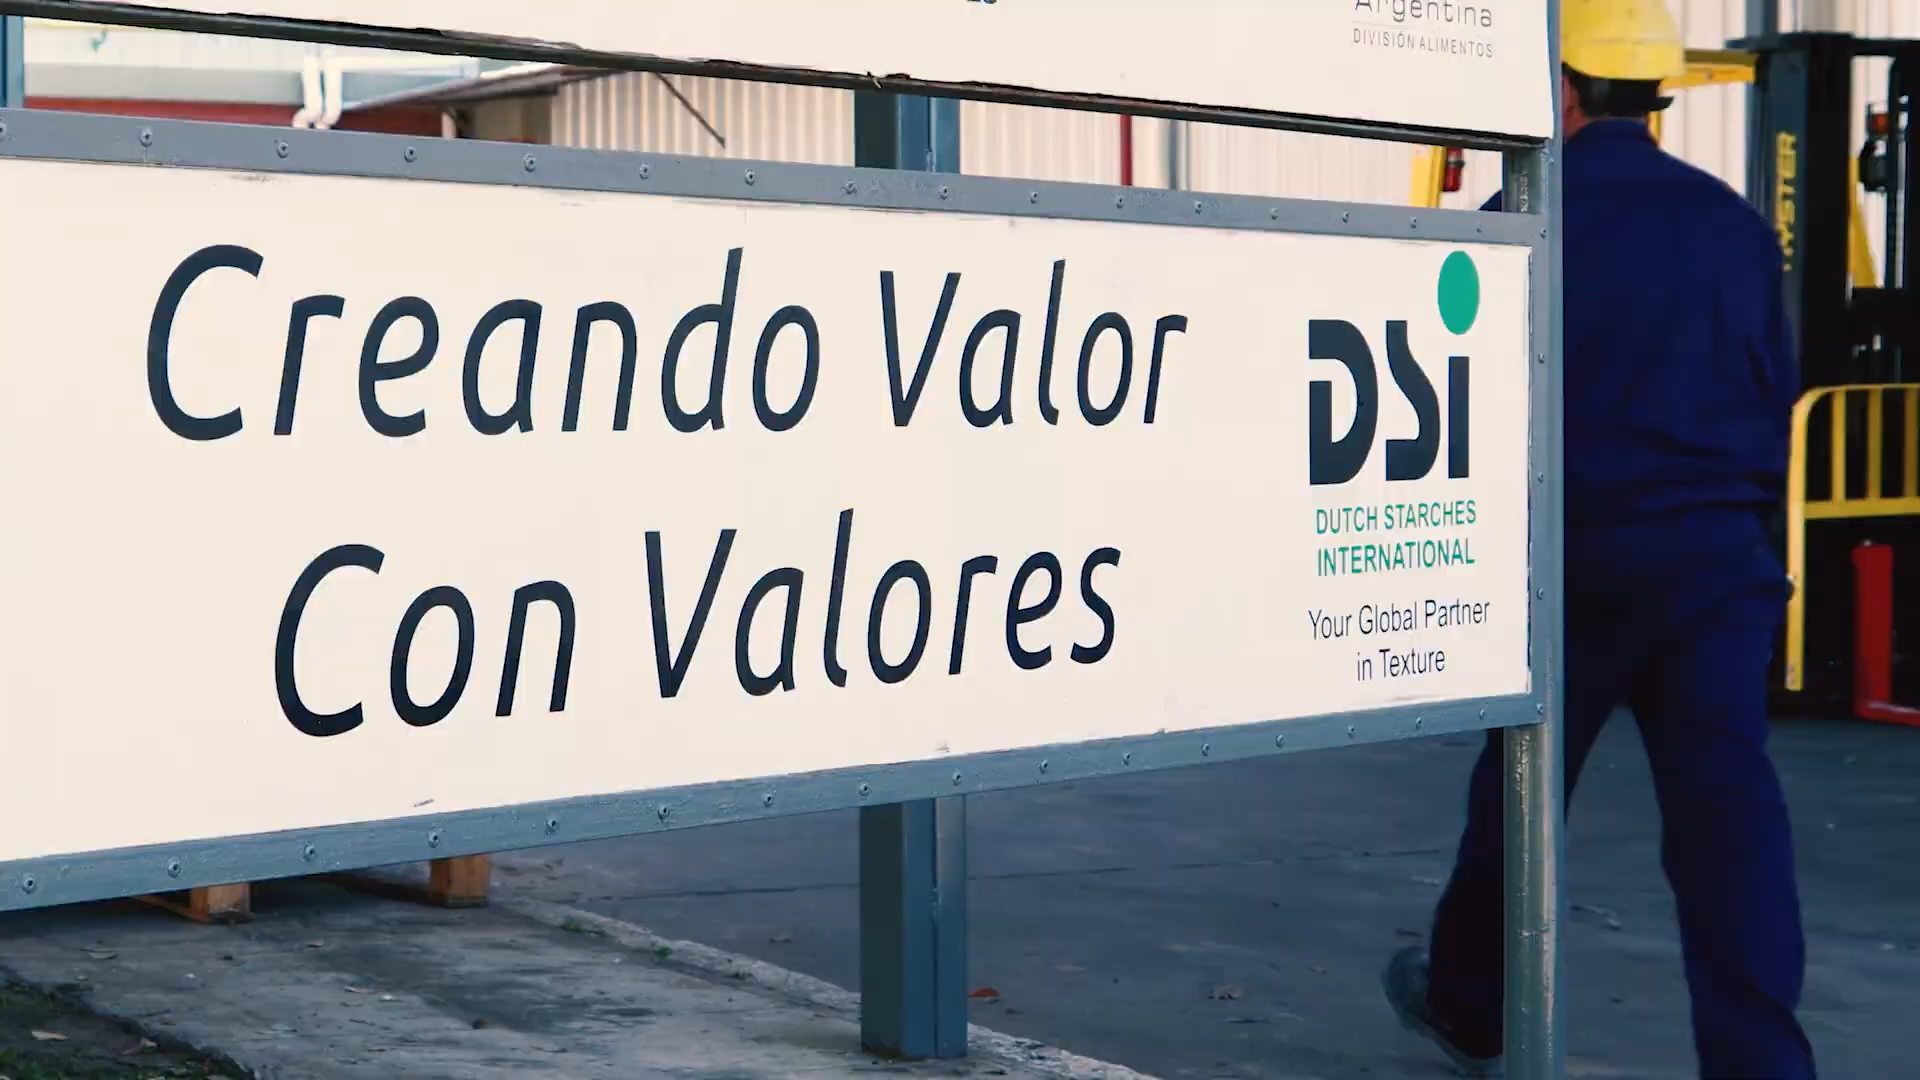 Argentina
DIVISIÓN ALIMENTOS
Creando Valor
Con Valores
DSi
DUTCH STARCHES
INTERNATIONAL
Your Global Partner
in Texture
HYSTER